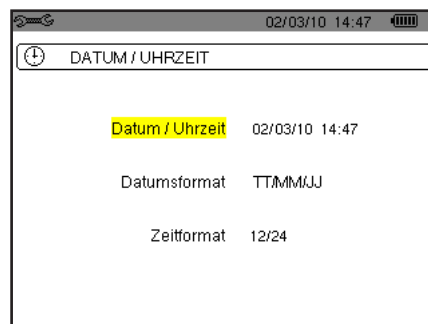 02/03/10 14:47
DATUM / UHRZEIT
Datum / Uhrzeit 02/03/10 14:47
Datumsformat TT/MM/JJ
Zeitformat 12/24